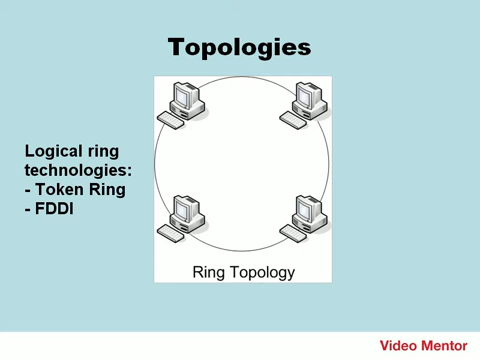 Topologies
Logical ring
technologies:
- Token Ring
- FDDI
Ring Topology
Video Mentor